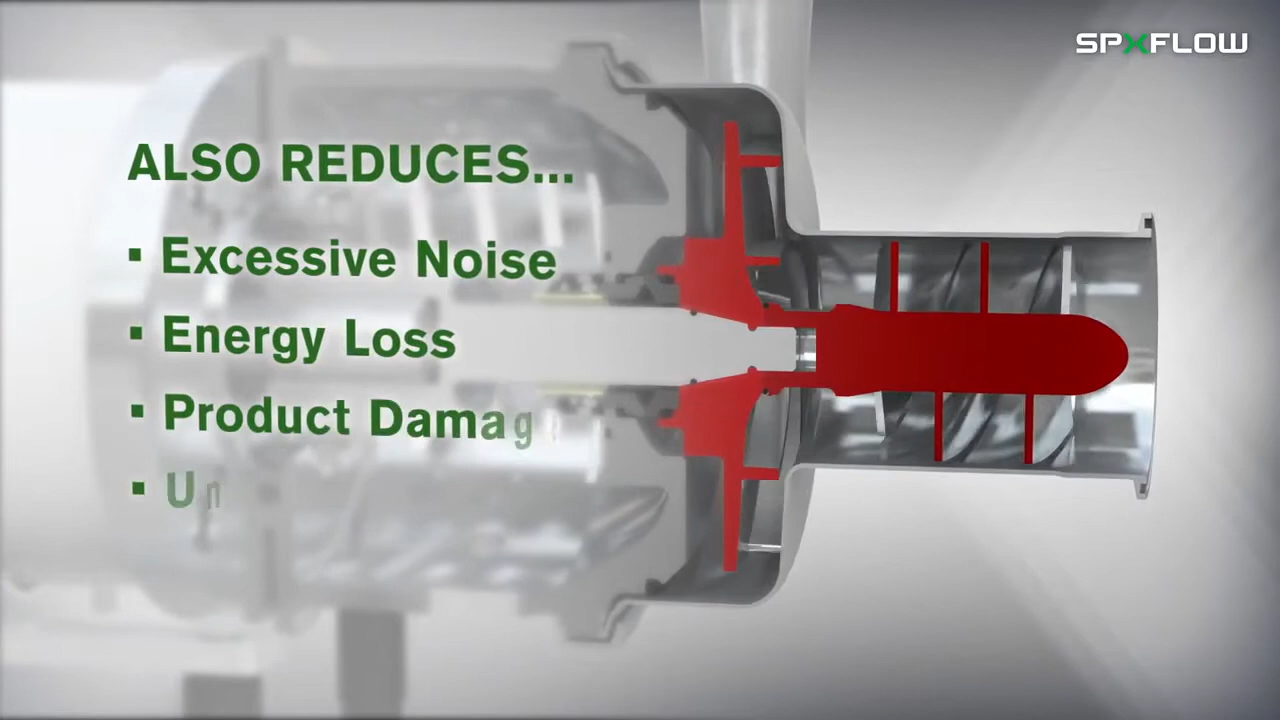 SPXFLOW
ALSO REDUCES...
▪ Excessive Noise
▪ Energy Loss
▪ Product Damag